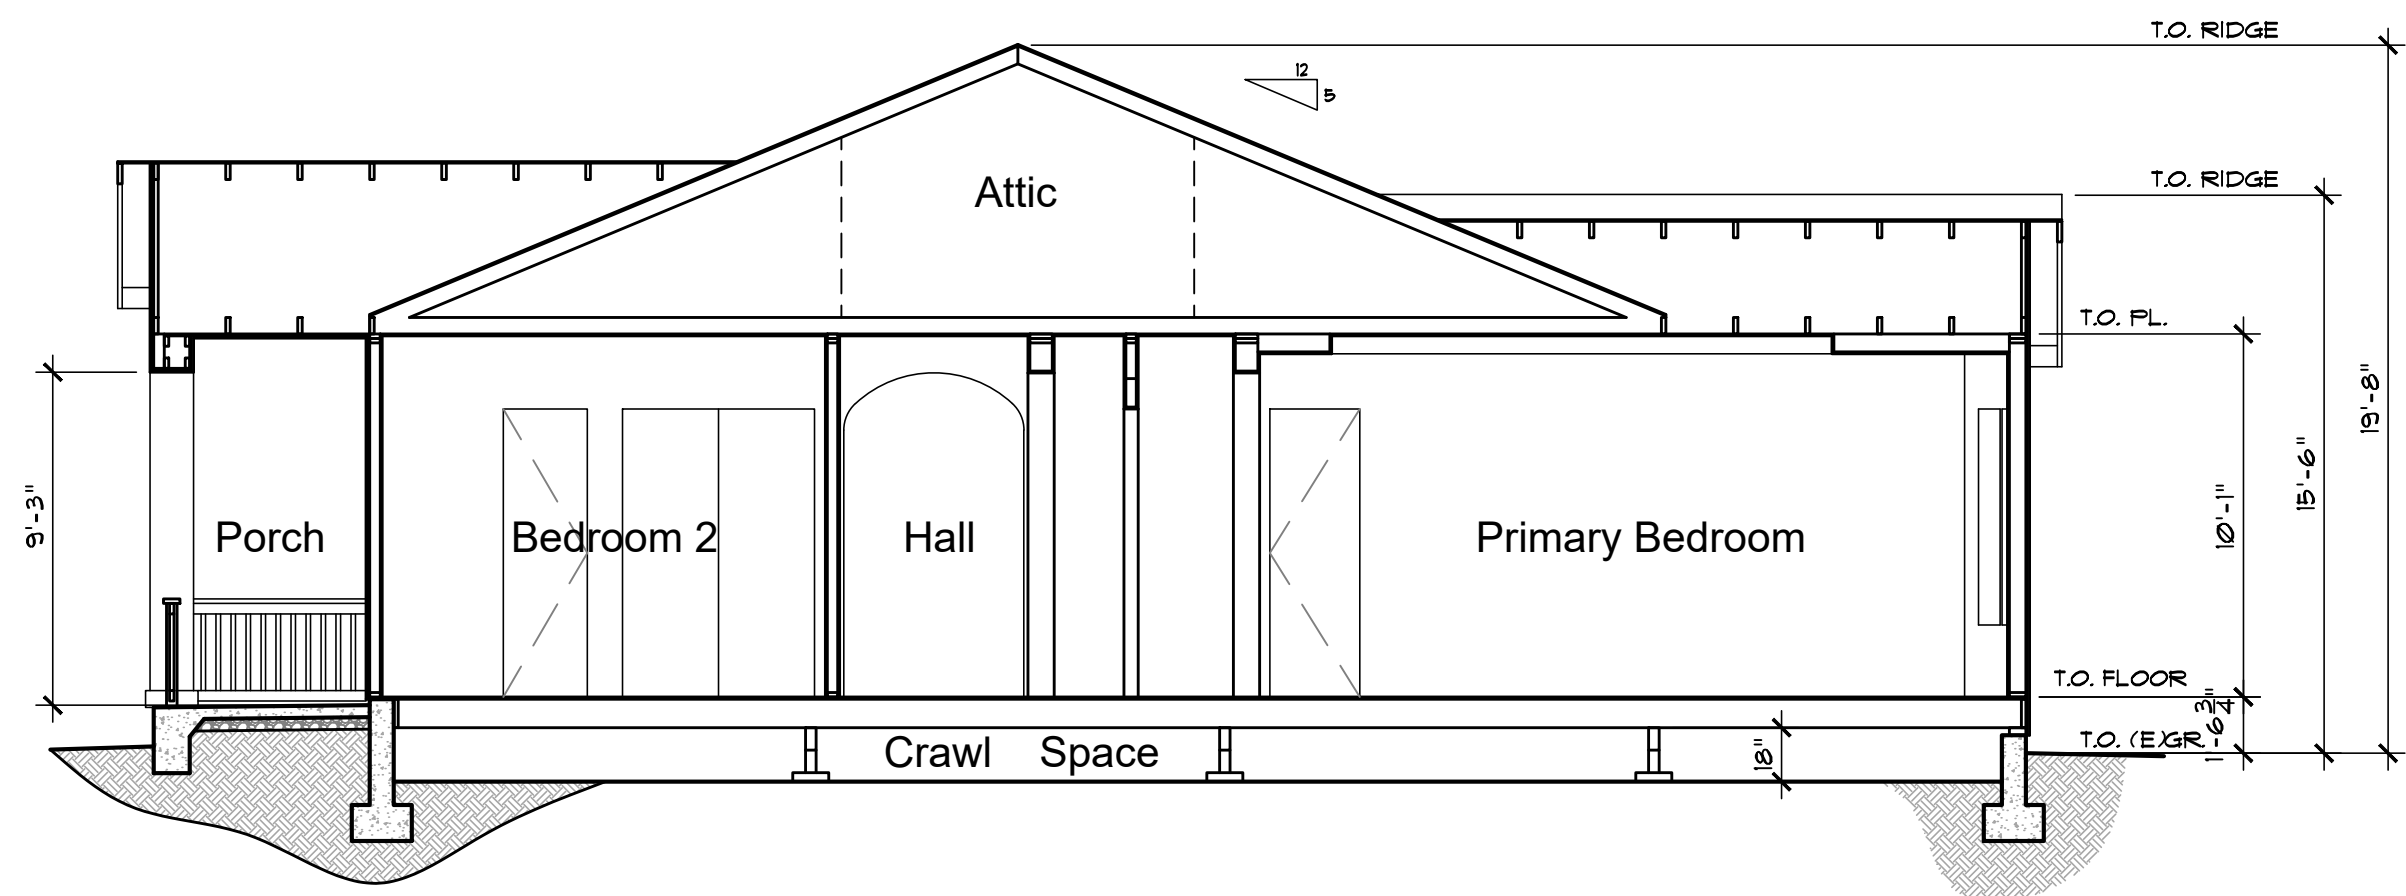 T.O. RIDGE
12
5
Attic
T.O. RIDGE
T.O. PL.
19'-8"
15'-6"
10'-1"
9'-3"
Porch
Bedroom 2
Hall
Primary Bedroom
T.O. FLOOR
1'-6 3/4"
T.O. (E)GR.
Crawl Space
18"